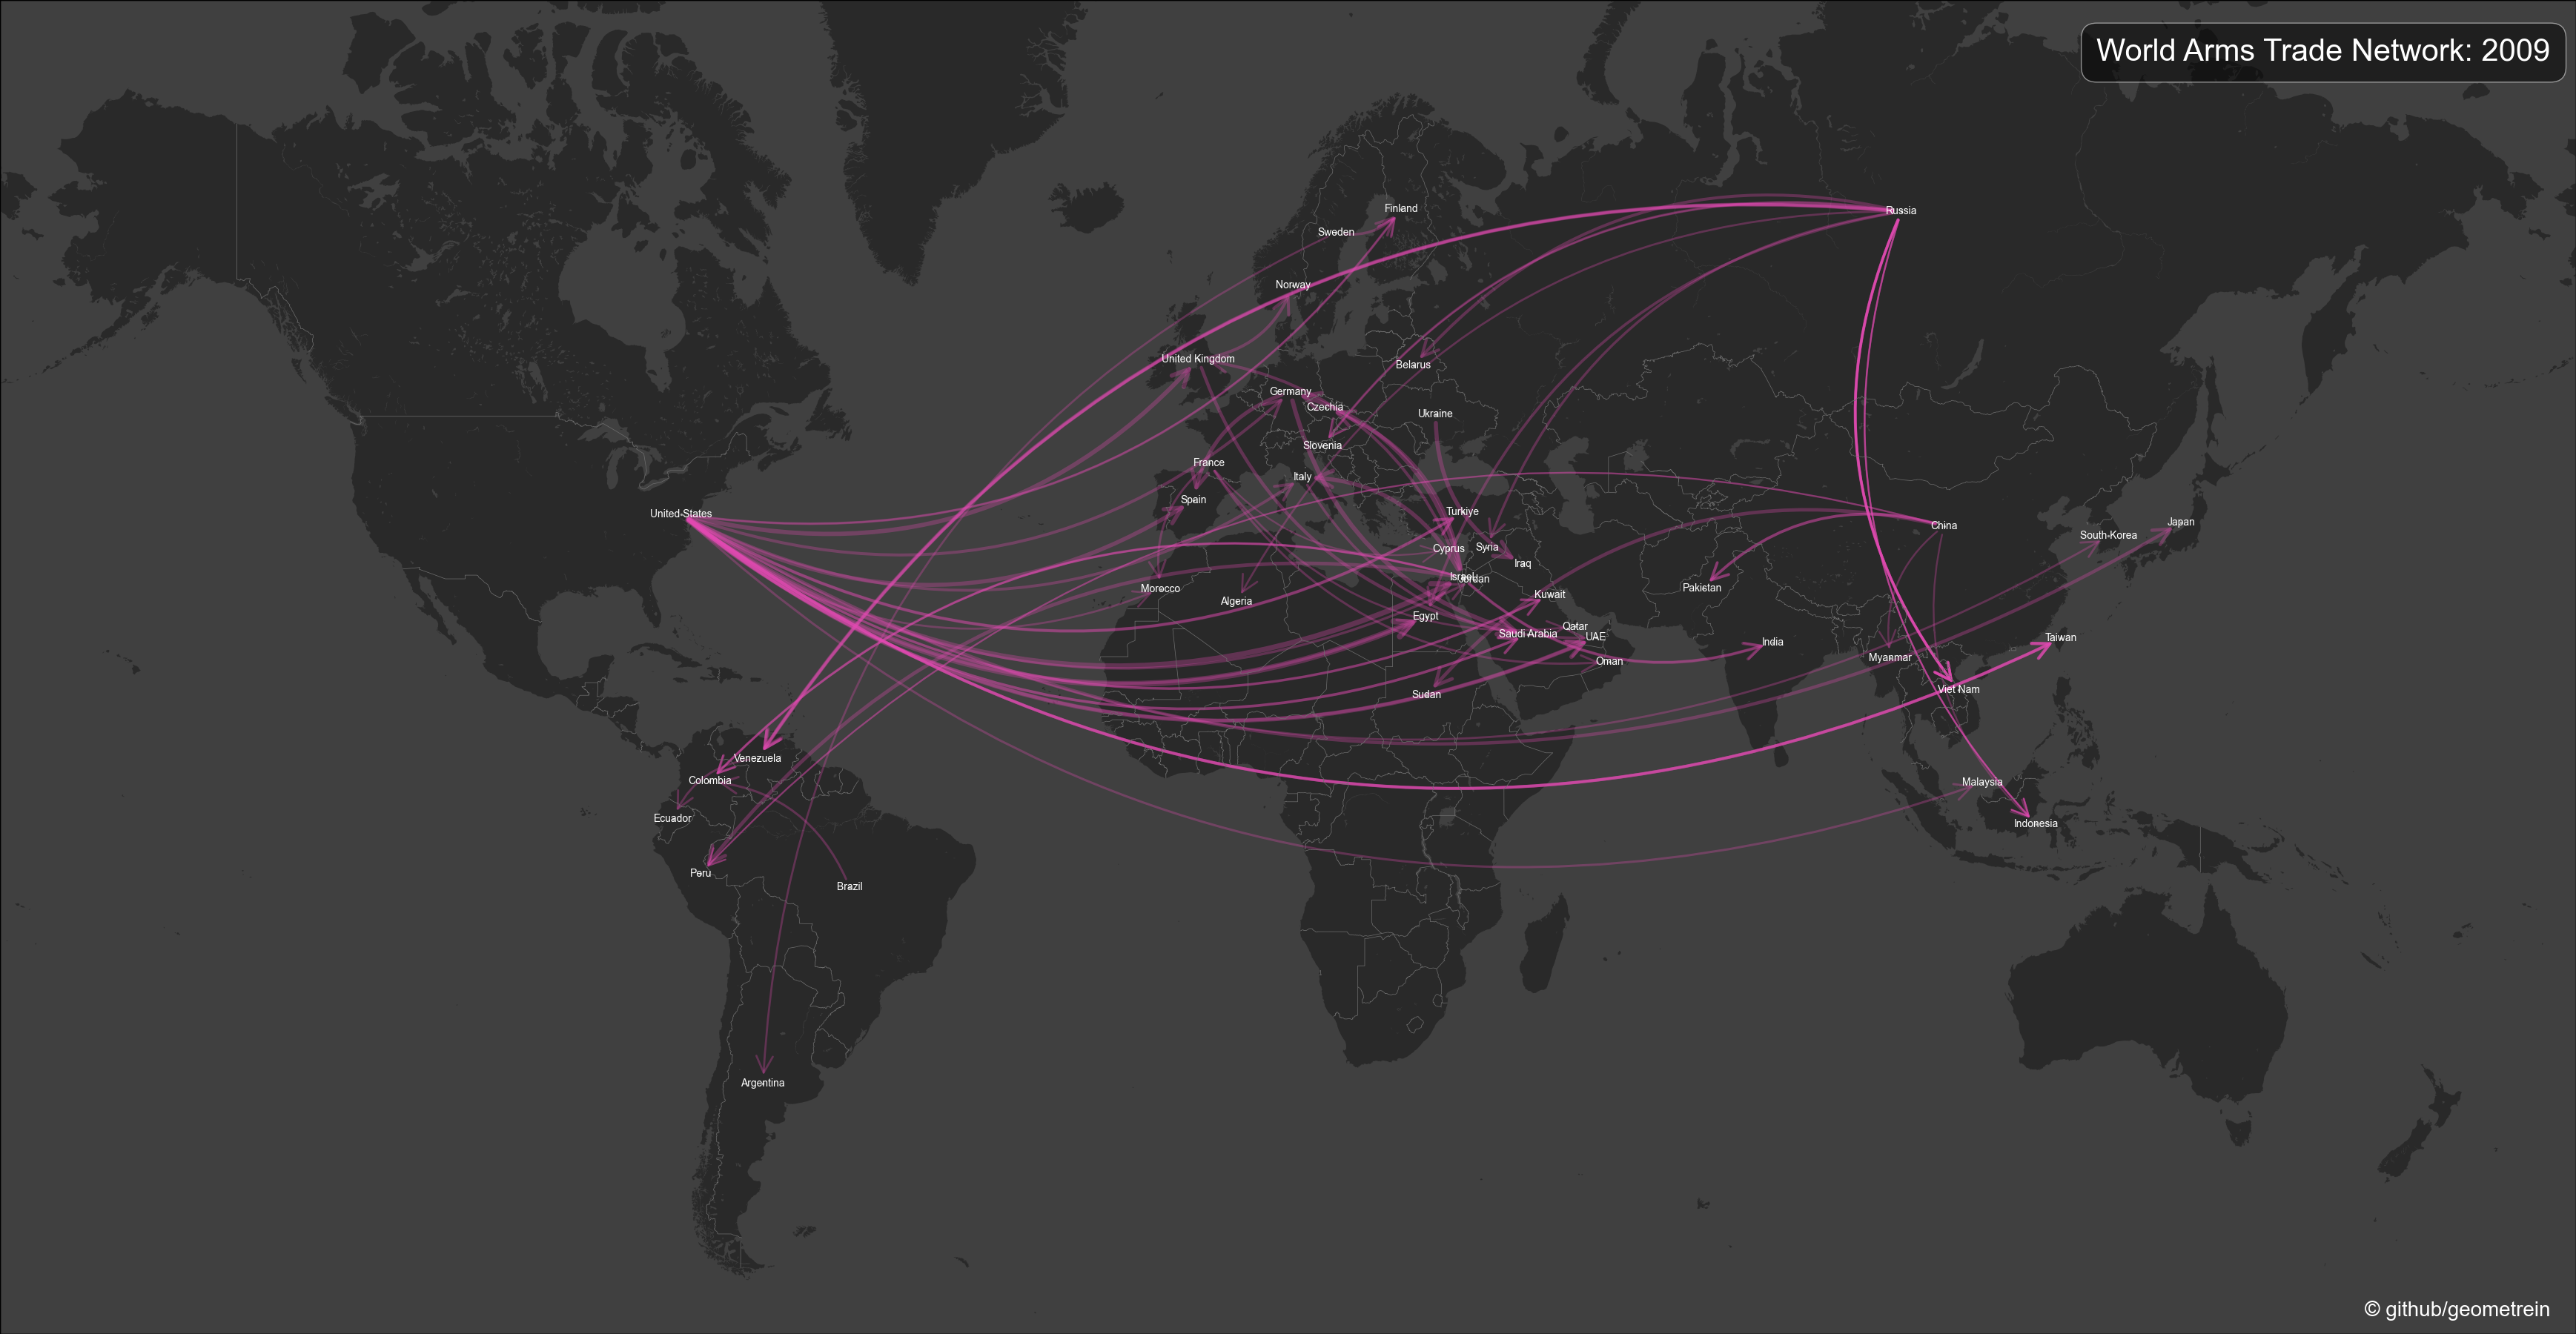 World Arms Trade Network: 2009
Finland
Russia
Sweden
Norway
United Kingdom
Belarus
Germany
Czechia
Ukraine
Slovenia
France
Italy
Spain
United States
Turkiye
Japan
China
South Korea
Cyprus
Syria
Iraq
Israel
Jordan
Morocco
Pakistan
Kuwait
Algeria
Egypt
Qatar
Saudi Arabia
UAE
Taiwan
India
Myanmar
Oman
Viet Nam
Sudan
Venezuela
Colombia
Malaysia
Ecuador
Indonesia
Peru
Brazil
Argentina
© github/geometrein